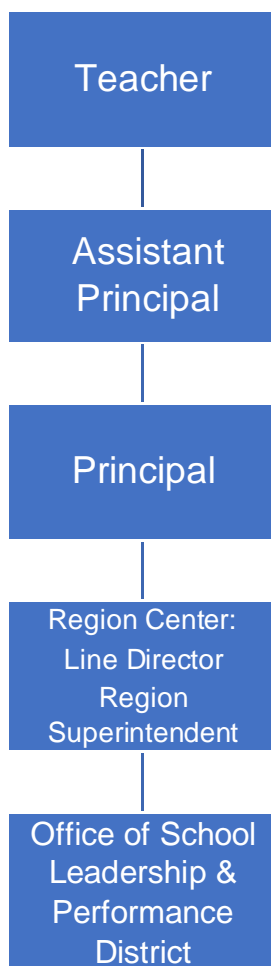 Teacher
Assistant
Principal
Principal
Region Center:
Line Director
Region
Superintendent
Office of School
Leadership &
Performance
District